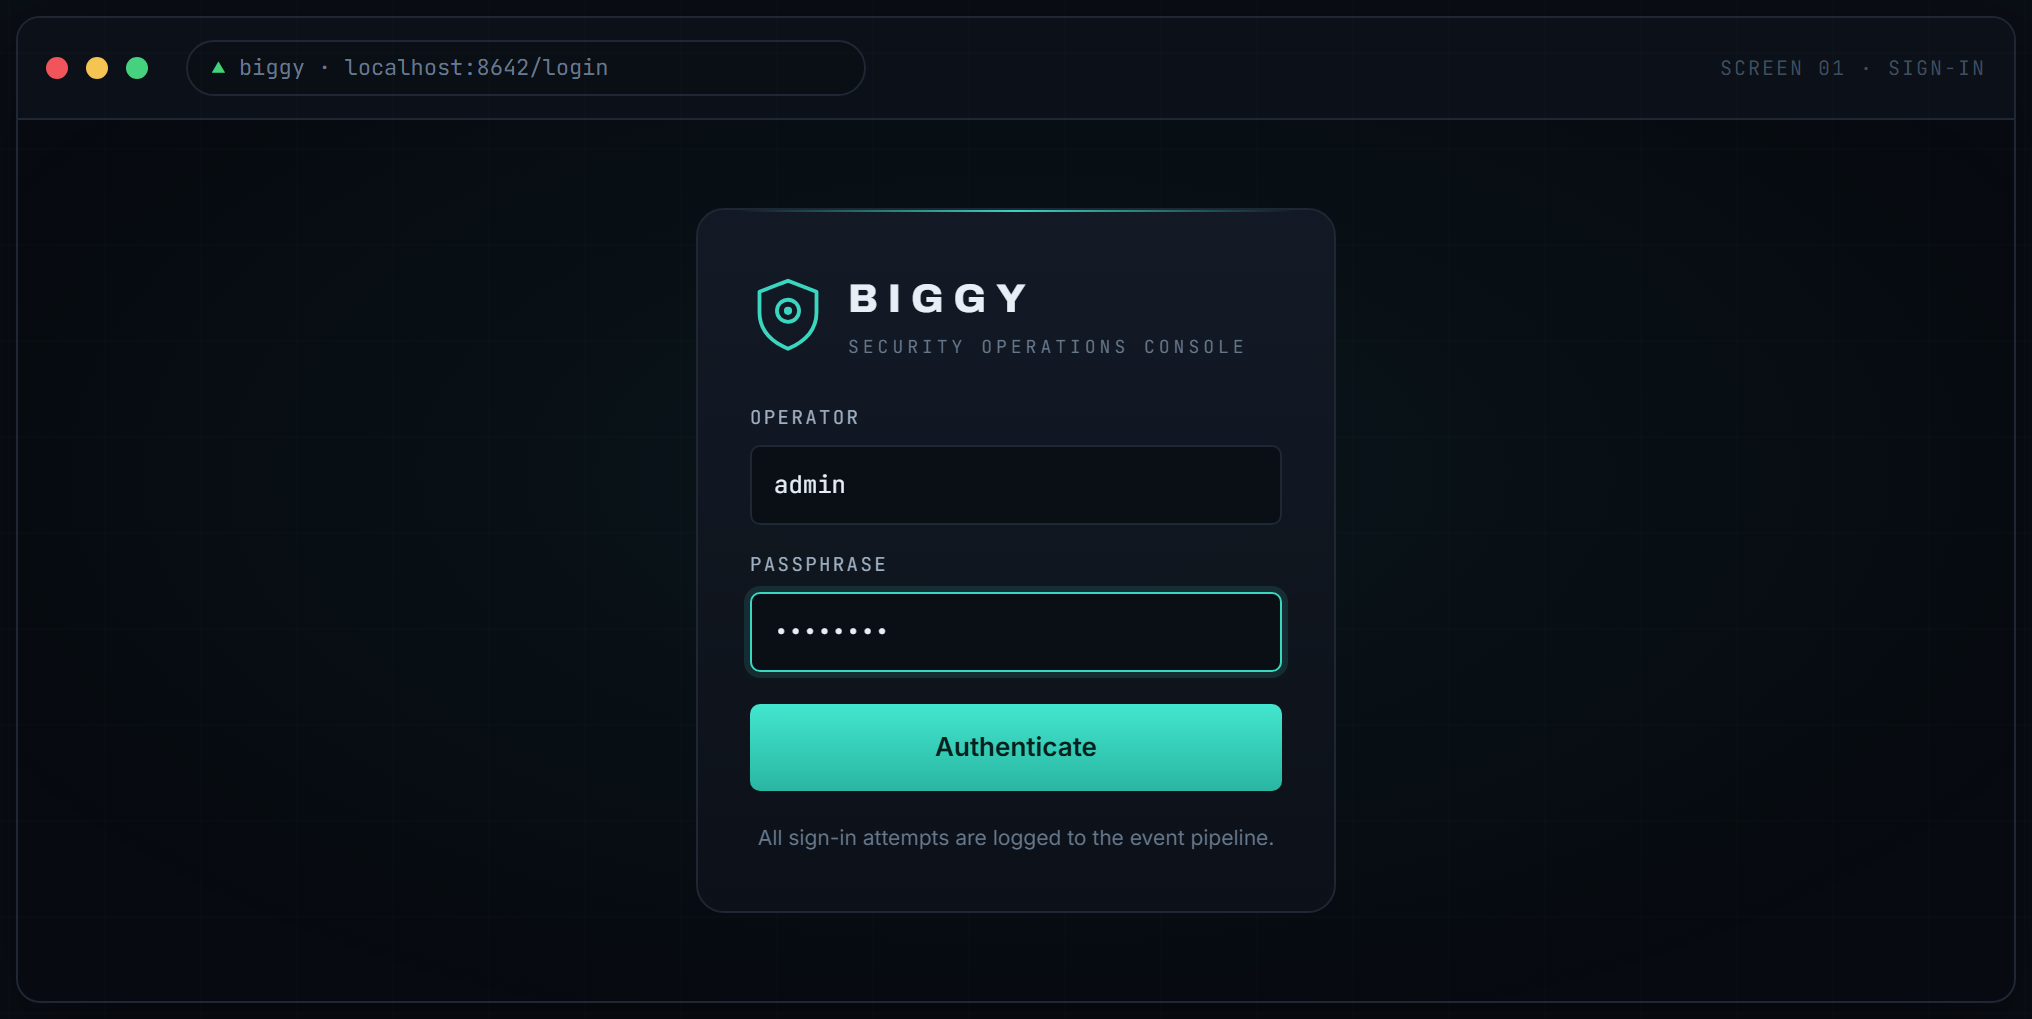 ▲ biggy · localhost:8642/login
SCREEN 01 · SIGN-IN
BIGGY
SECURITY OPERATIONS CONSOLE
OPERATOR
admin
PASSPHRASE
••••••••
Authenticate
All sign-in attempts are logged to the event pipeline.